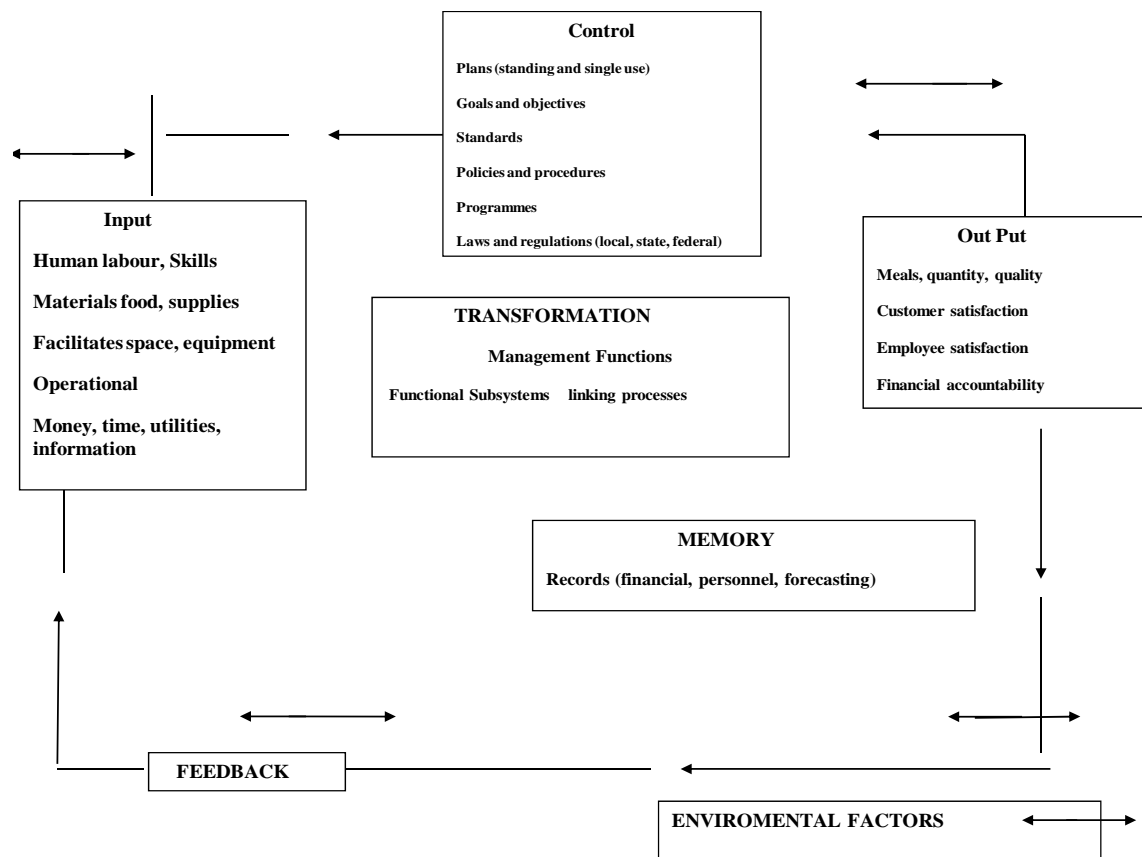 Control
Plans (standing and single use)
Goals and objectives
Standards
Policies and procedures
Programmes
Laws and regulations (local, state, federal)
Input
Human labour, Skills
Materials food, supplies
Facilitates space, equipment
Operational
Money, time, utilities,
information
Out Put
Meals, quantity, quality
Customer satisfaction
Employee satisfaction
Financial accountability
TRANSFORMATION
Management Functions
Functional Subsystems linking processes
MEMORY
Records (financial, personnel, forecasting)
FEEDBACK
ENVIROMENTAL FACTORS